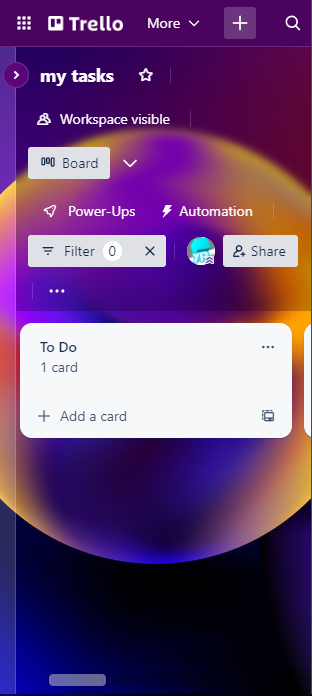 Trello
More
my tasks
Workspace visible
Board
Power-Ups
Automation
Filter
0
Share
To Do
1 card
Add a card